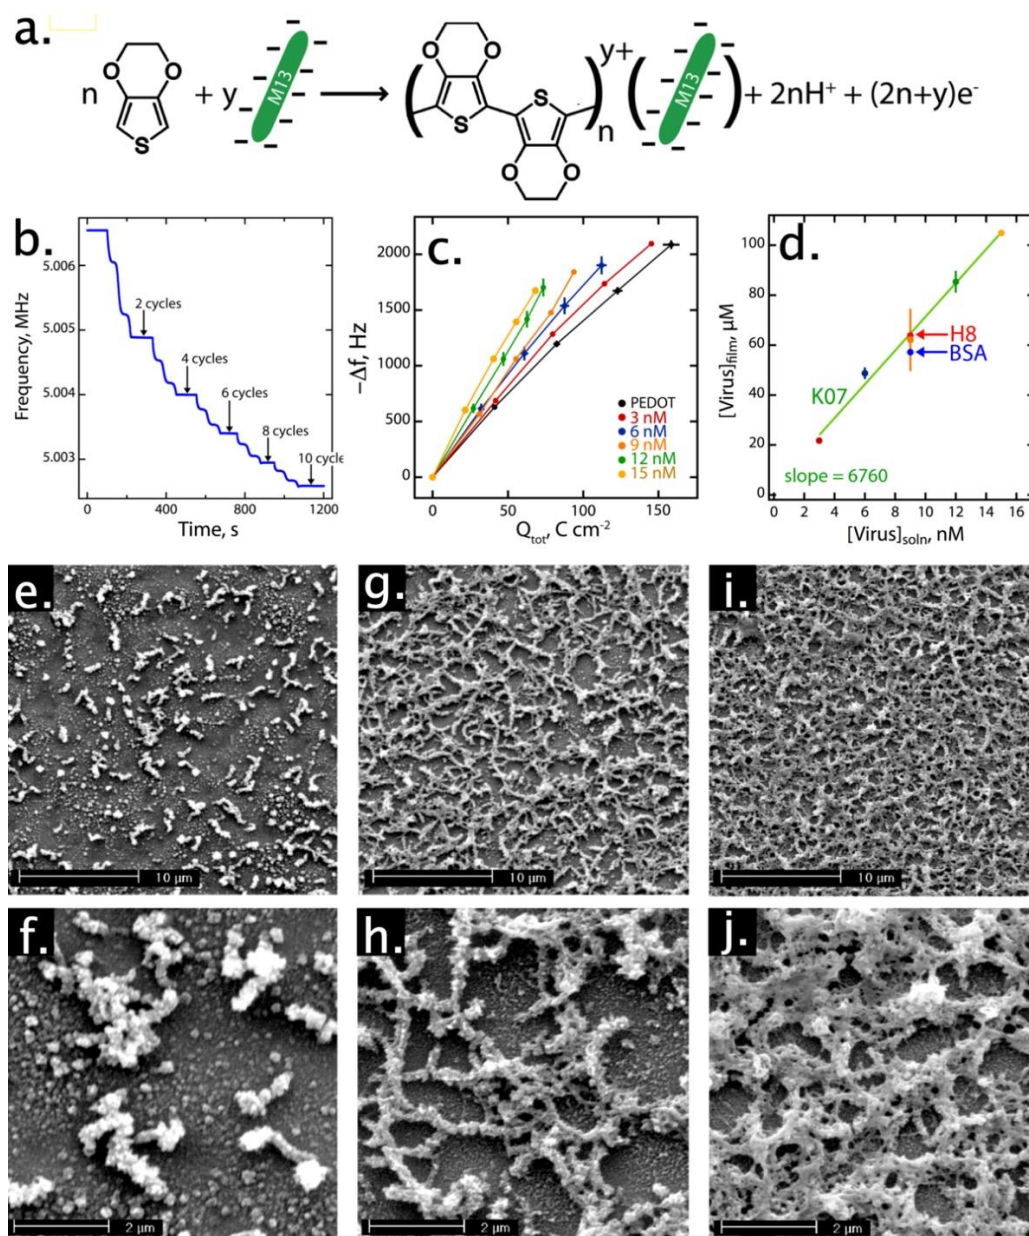 a.
n + y M13 → ( )n y+ ( M13 ) + 2nH⁺ + (2n+y)e⁻
O O
S
O O
S
S
O O
b.
Frequency, MHz
5.006
5.005
5.004
5.003
2 cycles
4 cycles
6 cycles
8 cycles
10 cycle
0 400 800 1200
Time, s
c.
-Δf, Hz
2000
1500
1000
500
0
PEDOT
3 nM
6 nM
9 nM
12 nM
15 nM
0 50 100 150
Qtot, C cm⁻²
d.
[Virus]film, µM
100
80
60
40
20
0
H8
BSA
K07
slope = 6760
0 2 4 6 8 10 12 14 16
[Virus]soln, nM
e.
10 µm
g.
10 µm
i.
10 µm
f.
2 µm
h.
2 µm
j.
2 µm